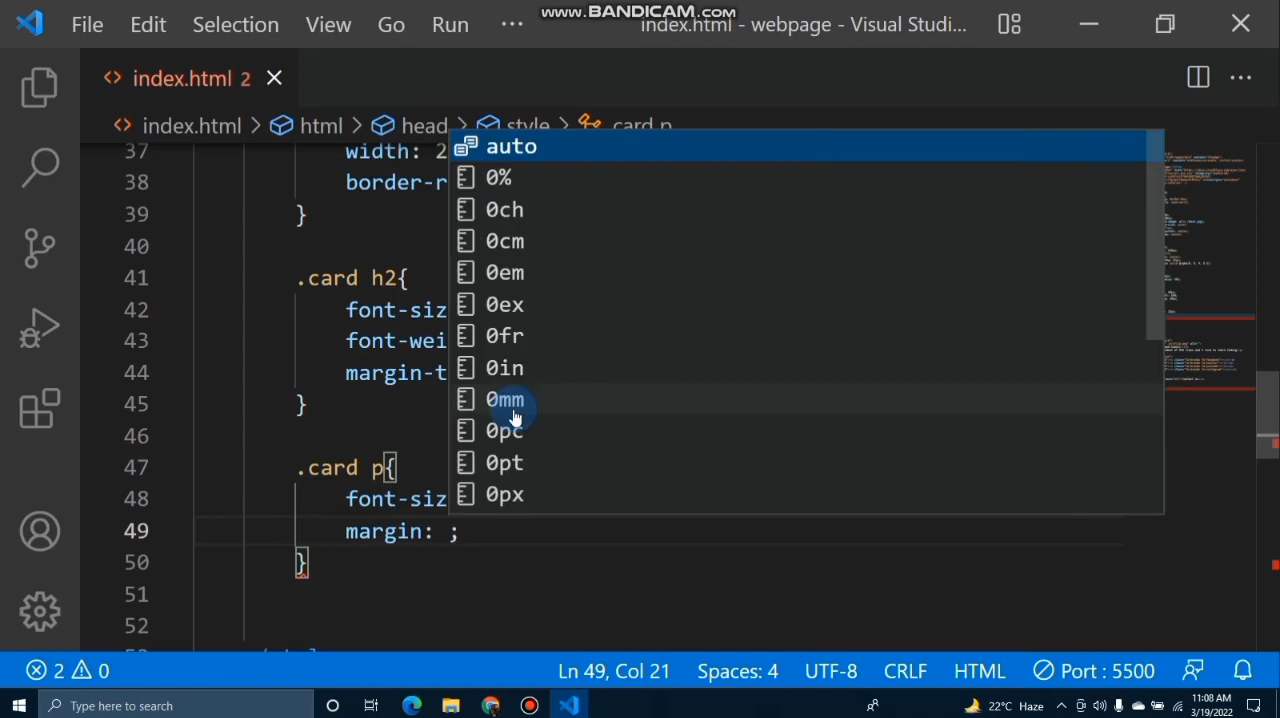 www.BANDICAM.com
File Edit Selection View Go Run ··· index.html - webpage - Visual Studi...
index.html 2
index.html > html > head > style > card p
37 width: 2
38 border-r
39 }
40
41 .card h2{
42 font-siz
43 font-wei
44 margin-t
45 }
46
47 .card p{
48 font-siz
49 margin: ;
50 }
51
52
auto
0%
0ch
0cm
0em
0ex
0fr
0in
0mm
0pc
0pt
0px
2 0 Ln 49, Col 21 Spaces: 4 UTF-8 CRLF HTML Port : 5500
Type here to search 22°C Haze 11:08 AM
3/19/2022